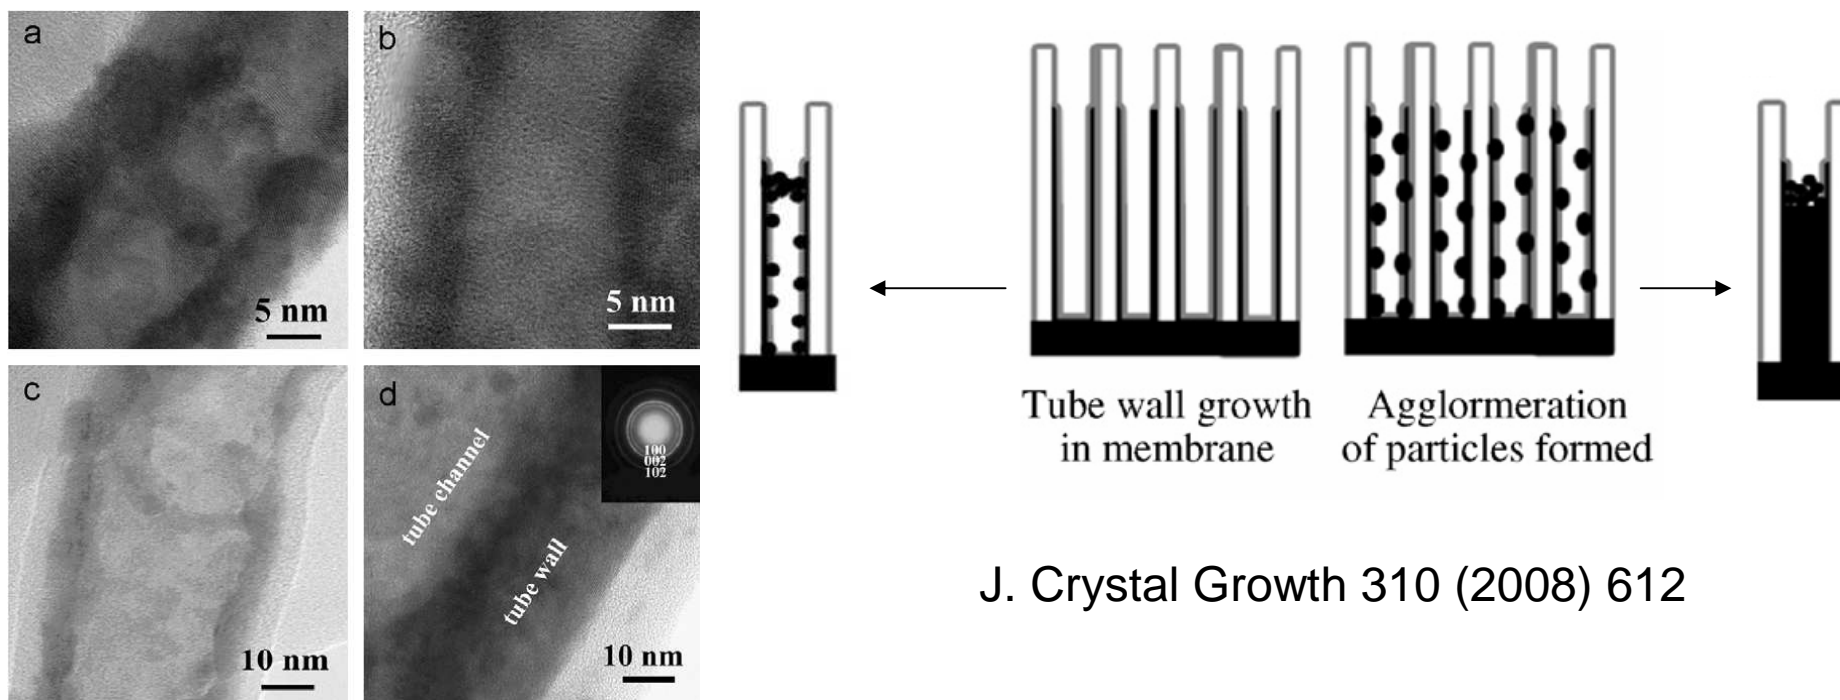 a
b
5 nm
5 nm
c
d
100
002
102
tube channel
tube wall
10 nm
10 nm
Tube wall growth
in membrane
Agglormeration
of particles formed
J. Crystal Growth 310 (2008) 612